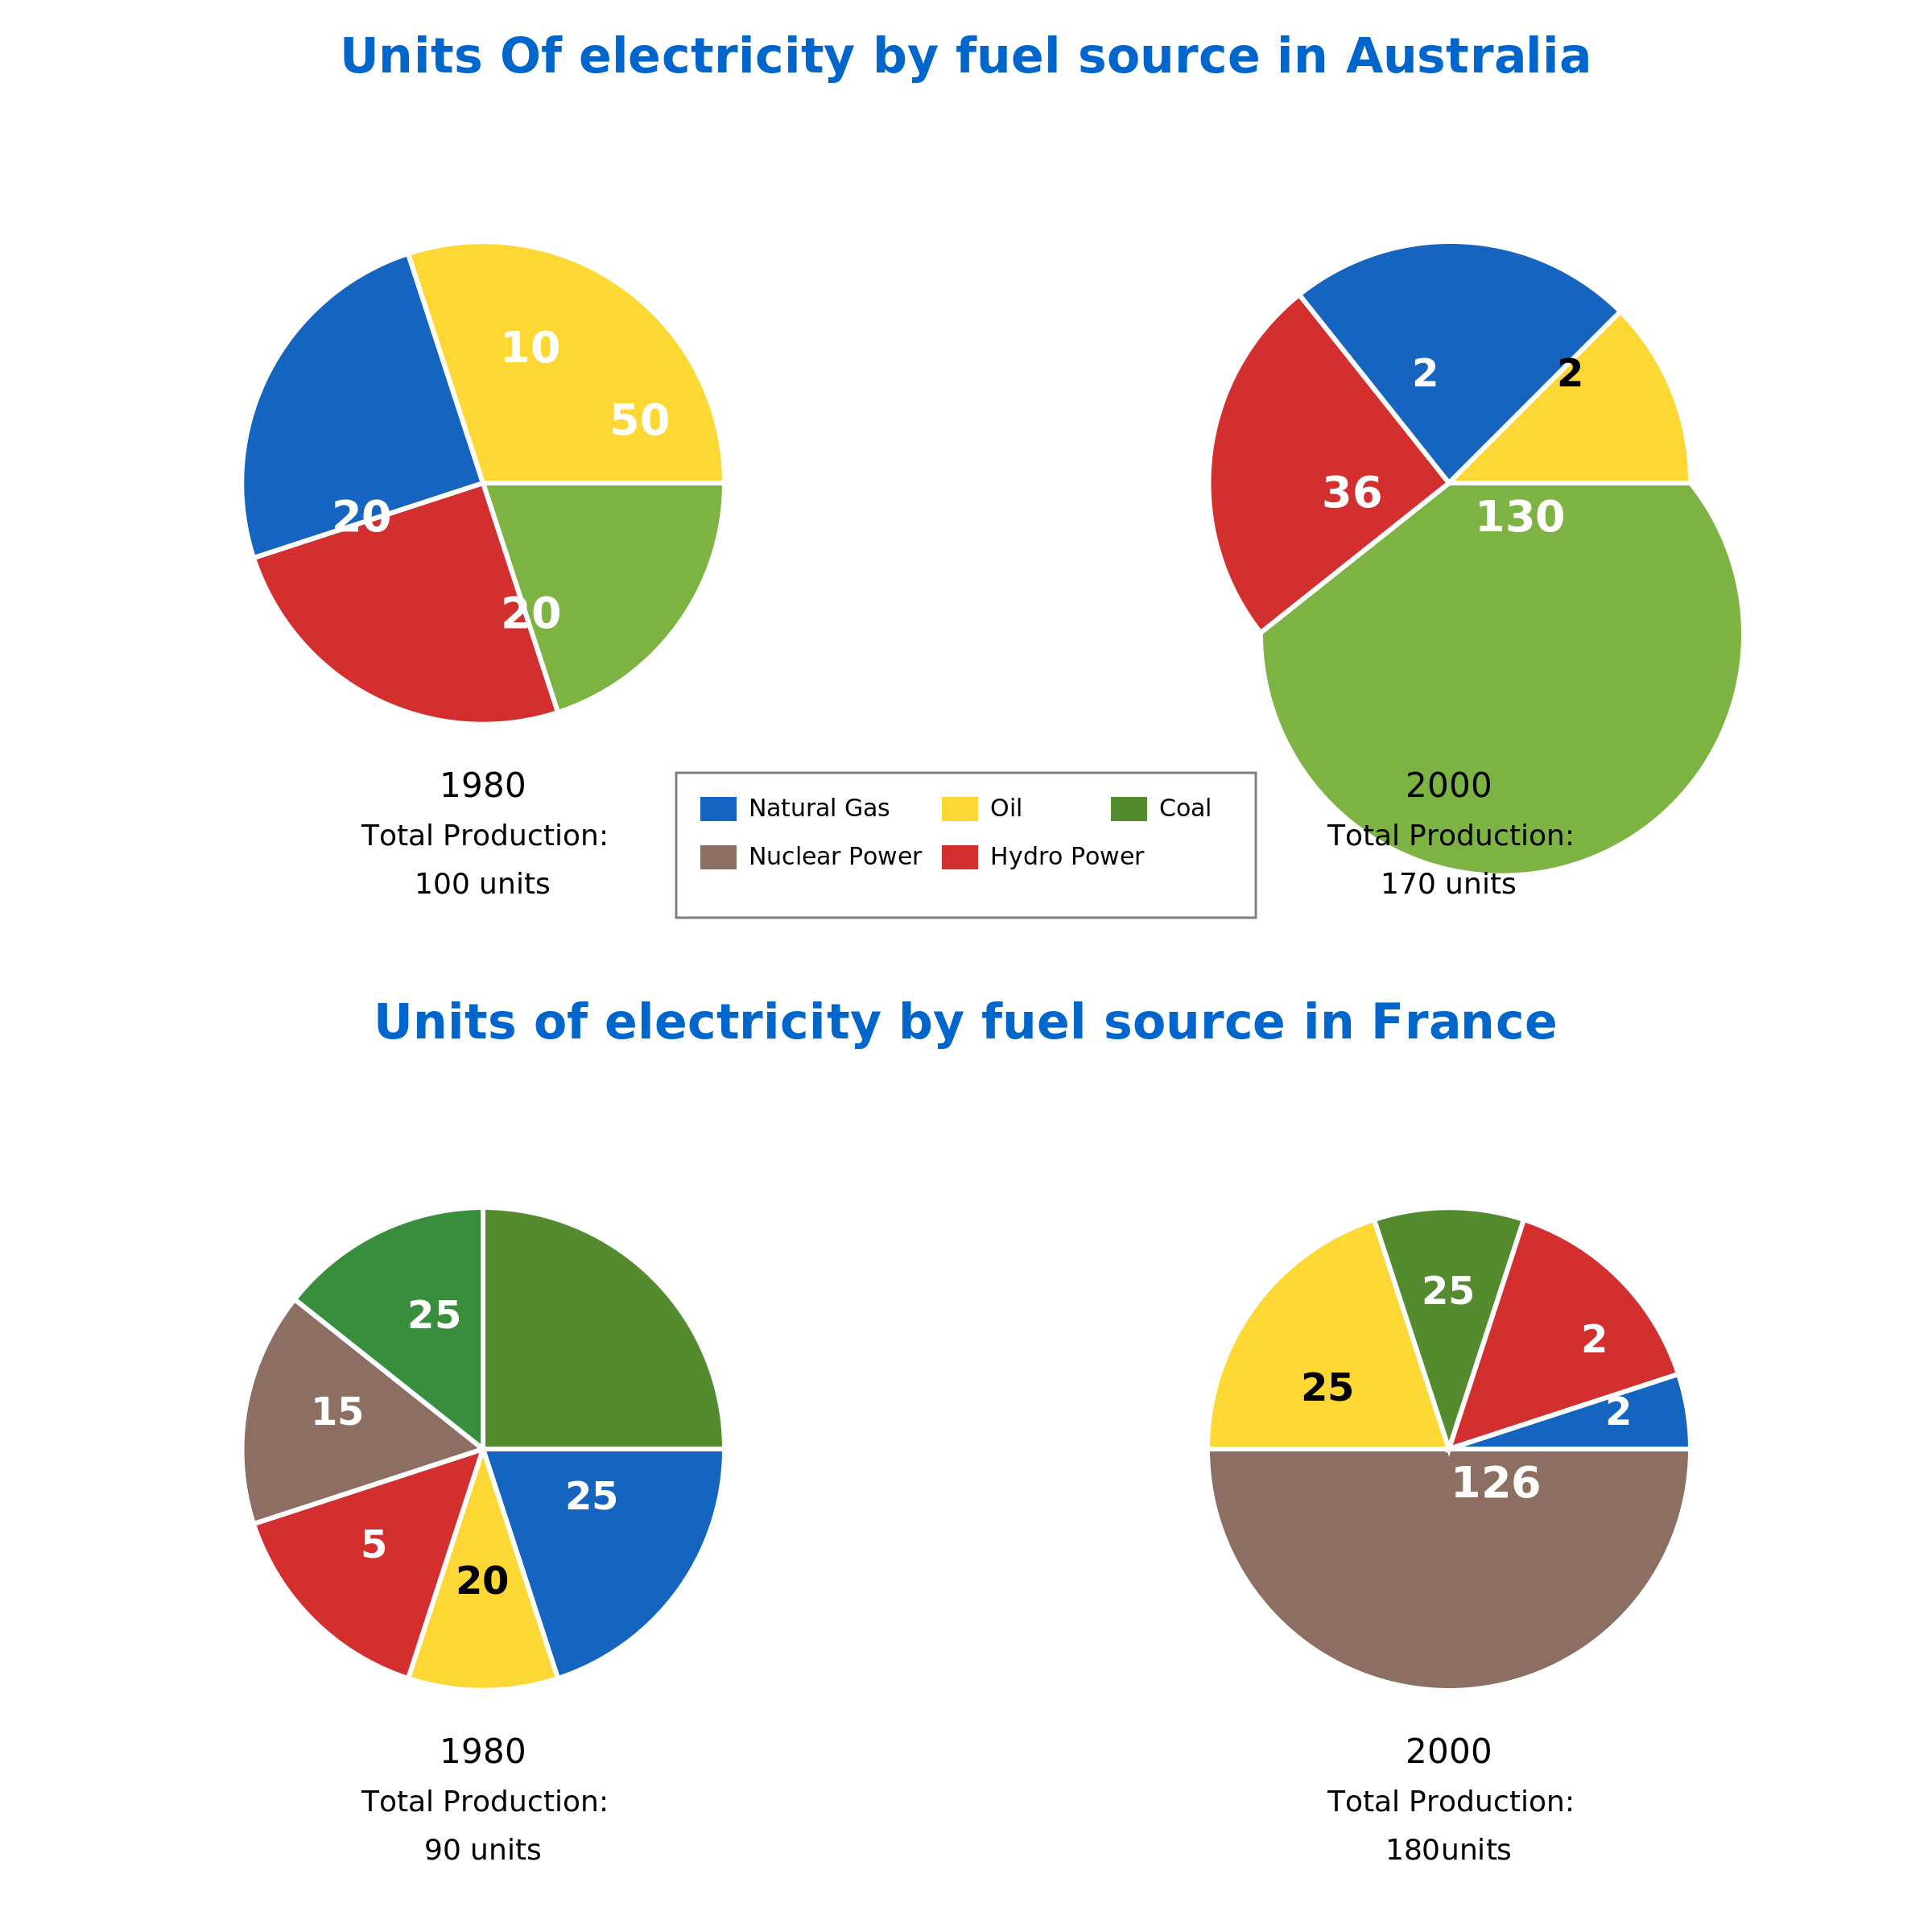 Units Of electricity by fuel source in Australia
10
50
20
20
2
2
36
130
1980
Total Production:
100 units
Natural Gas
Oil
Coal
Nuclear Power
Hydro Power
2000
Total Production:
170 units
Units of electricity by fuel source in France
25
15
25
5
20
25
2
25
2
126
1980
Total Production:
90 units
2000
Total Production:
180units